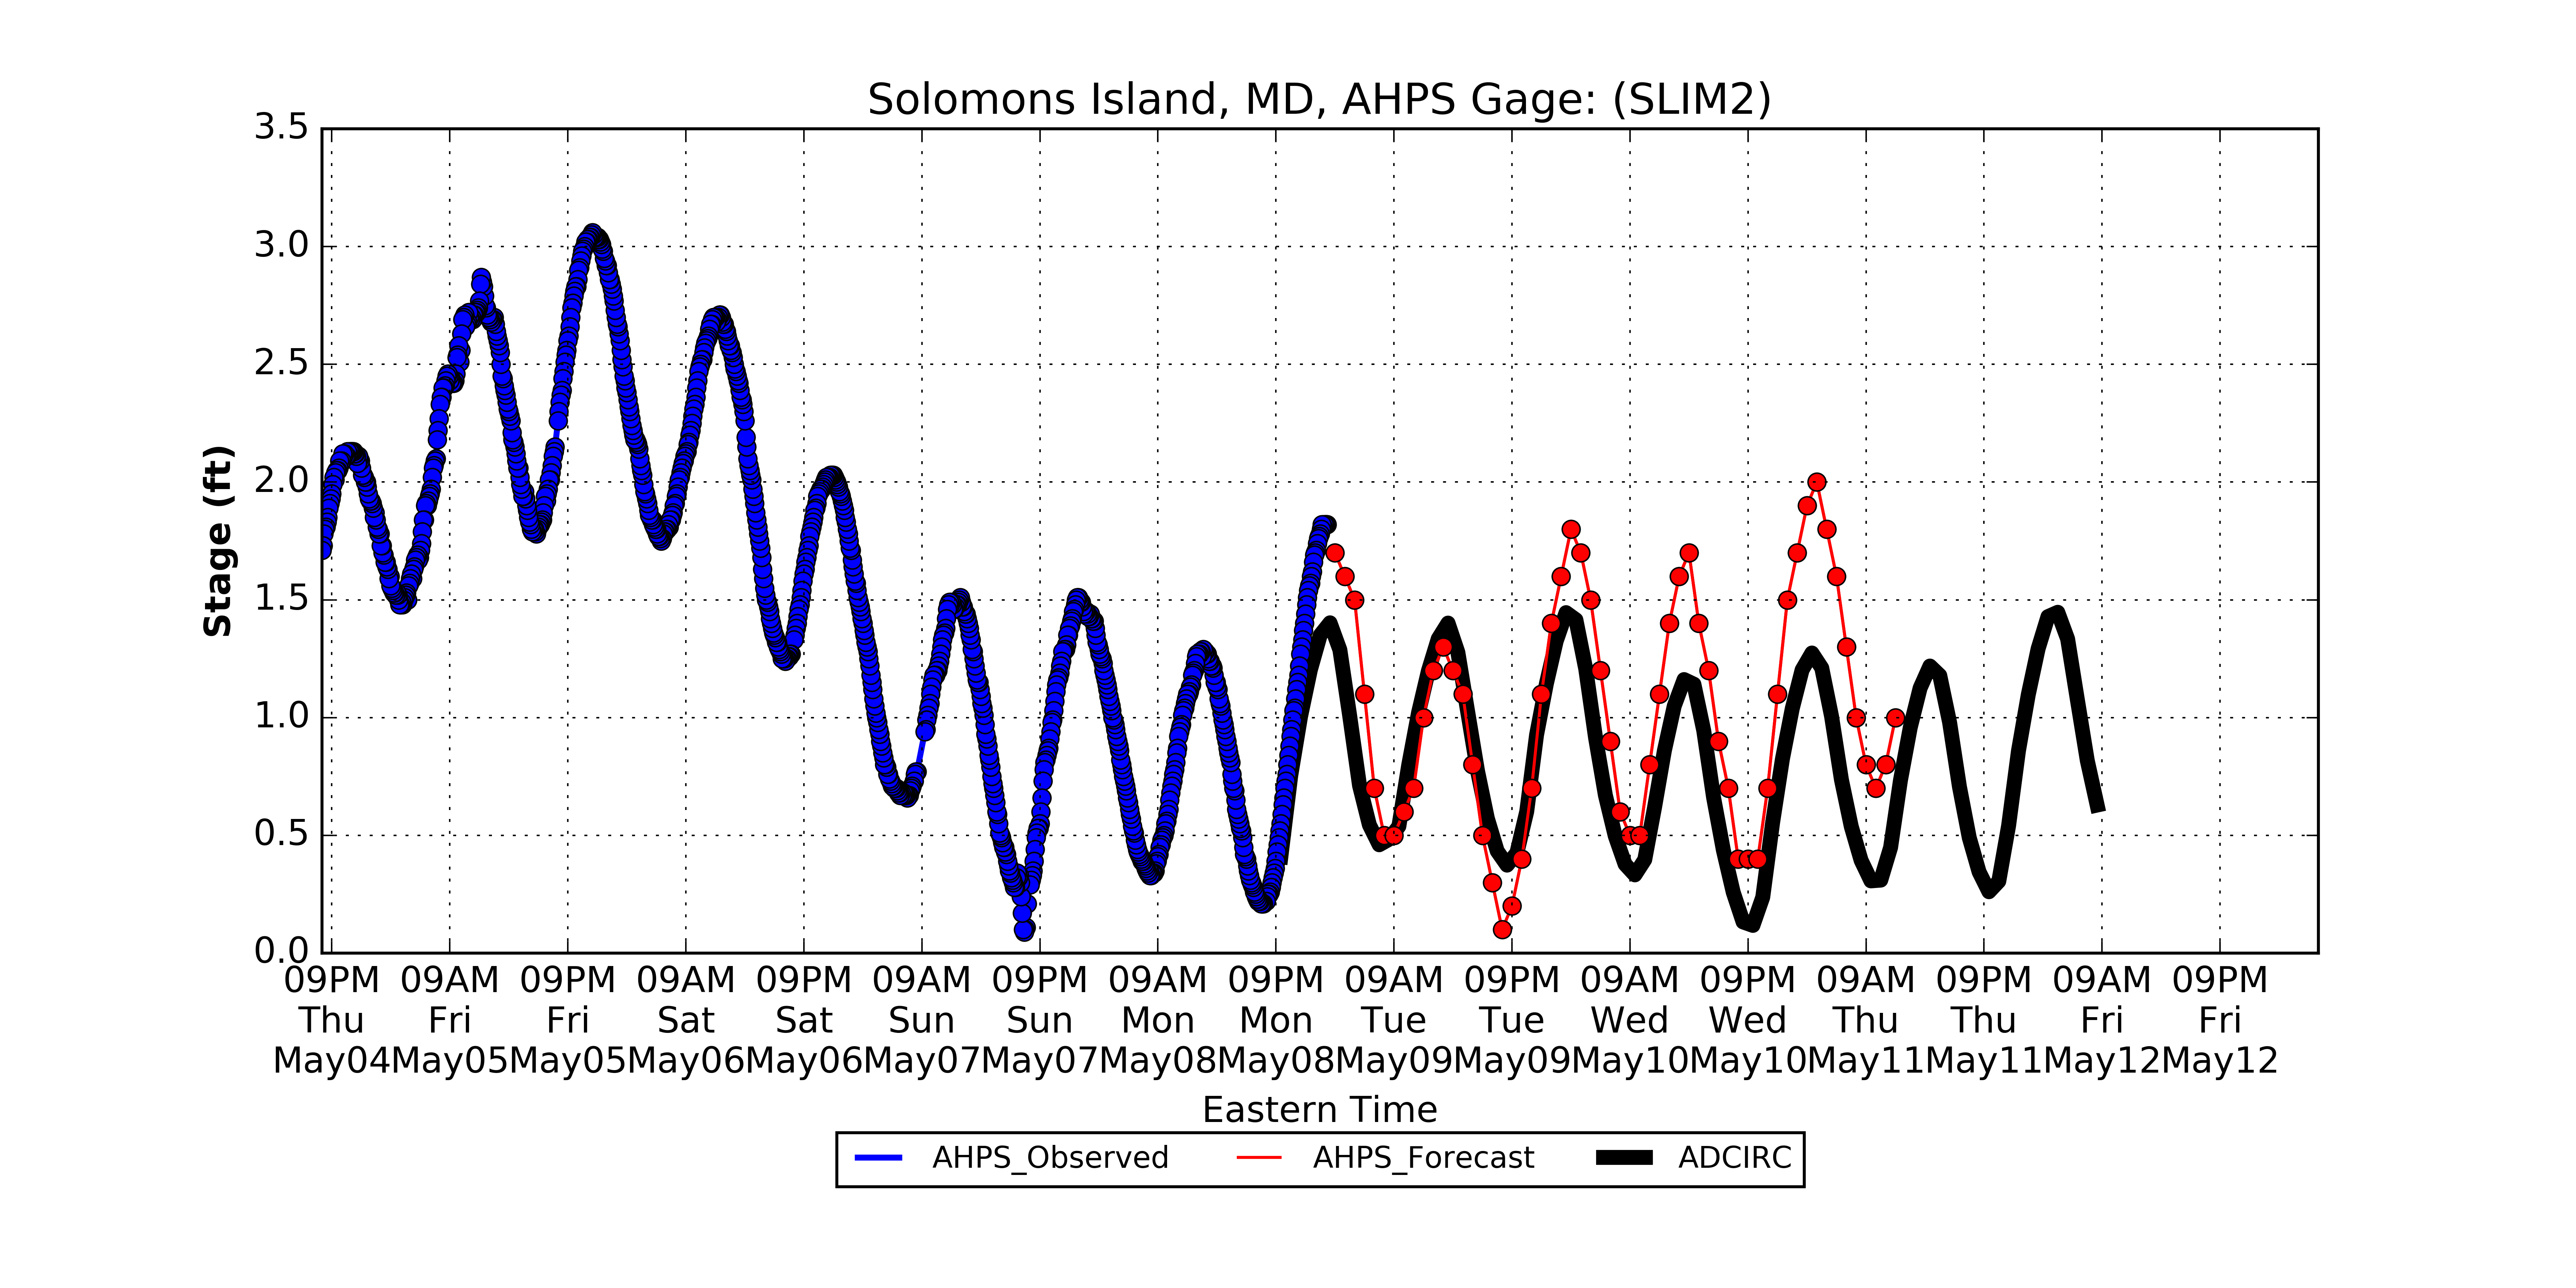 Solomons Island, MD, AHPS Gage: (SLIM2)
3.5
3.0
2.5
2.0
1.5
1.0
0.5
0.0
Stage (ft)
09PM 09AM 09PM 09AM 09PM 09AM 09PM 09AM 09PM 09AM 09PM 09AM 09PM 09AM 09PM 09AM 09PM
Thu Fri Fri Sat Sat Sun Sun Mon Mon Tue Tue Wed Wed Thu Thu Fri Fri
May04 May05 May05 May06 May06 May07 May07 May08 May08 May09 May09 May10 May10 May11 May11 May12 May12
Eastern Time
AHPS_Observed AHPS_Forecast ADCIRC